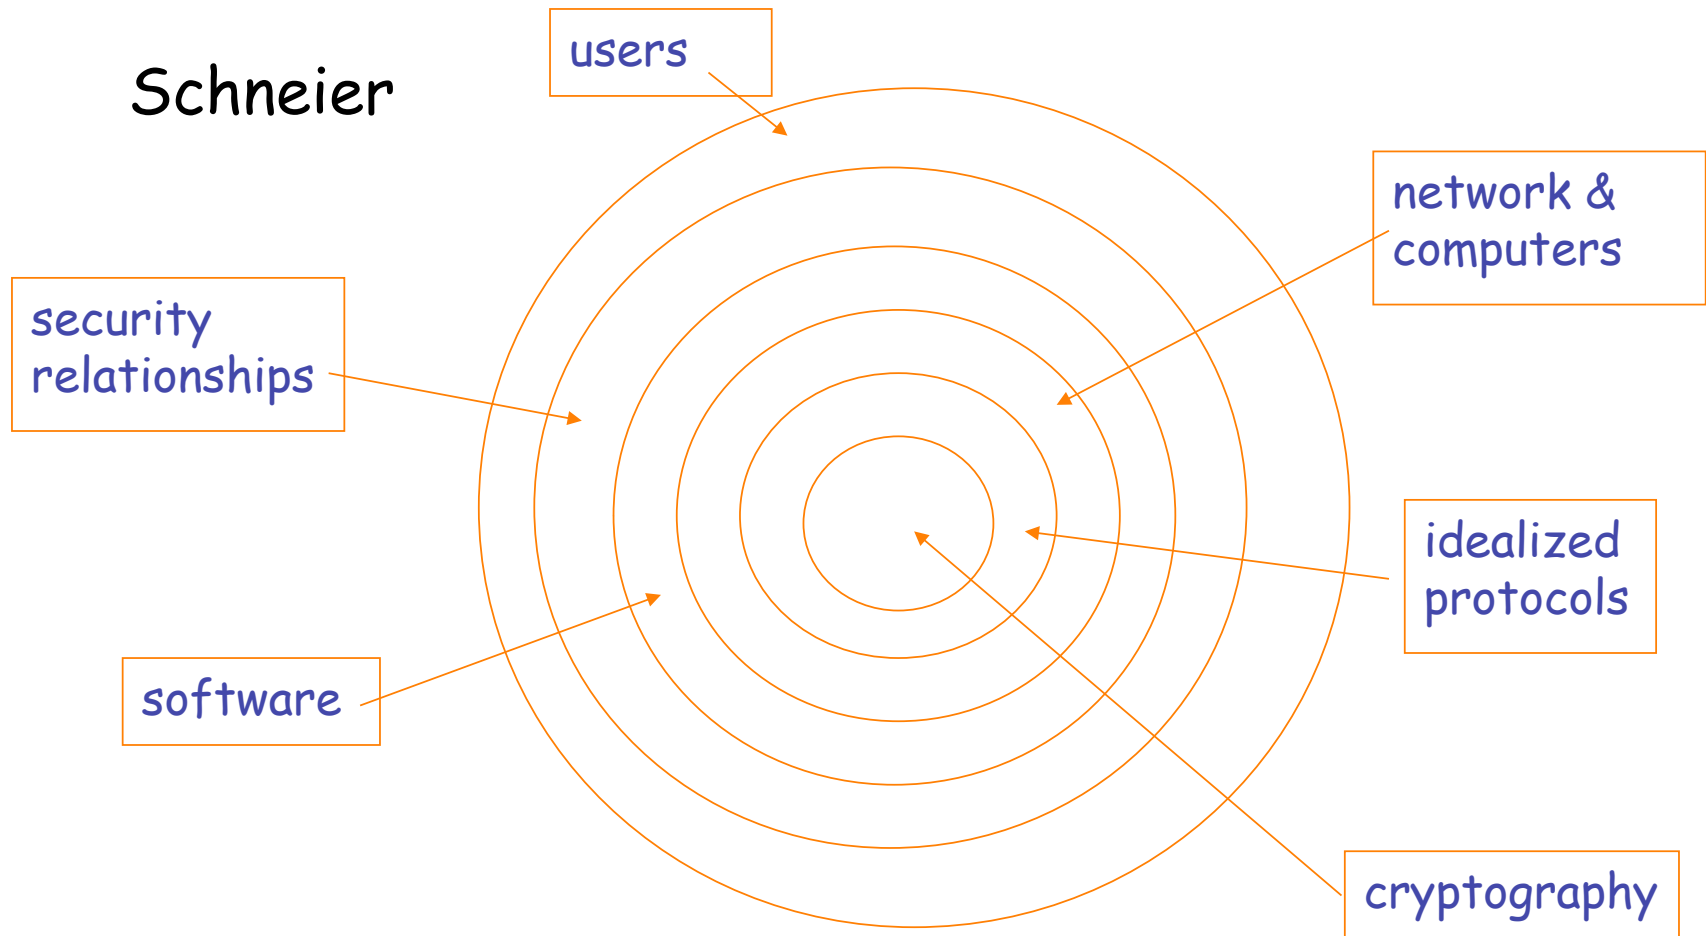 Schneier
users
network &
computers
security
relationships
idealized
protocols
software
cryptography